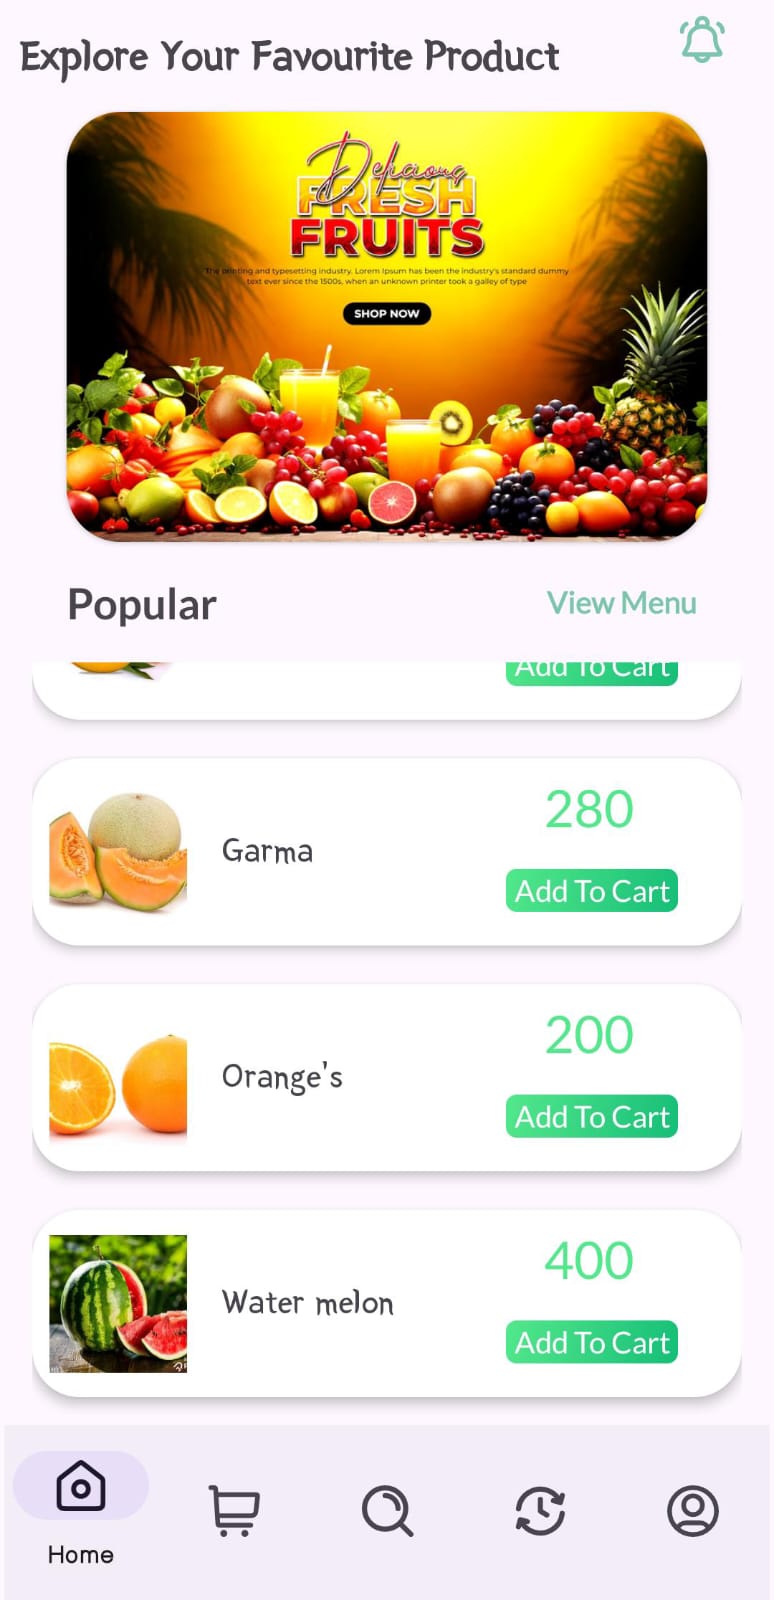 Explore Your Favourite Product
Delicious
FRESH
FRUITS
The printing and typesetting industry. Lorem Ipsum has been the industry's standard dummy
text ever since the 1500s, when an unknown printer took a galley of type
SHOP NOW
Popular
View Menu
Add To Cart
280
Garma
Add To Cart
200
Orange's
Add To Cart
400
Water melon
Add To Cart
Home